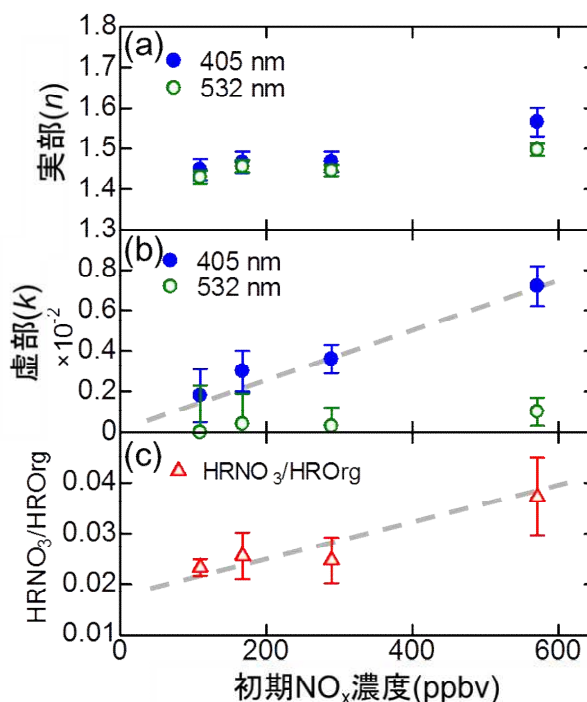 (a)
405 nm
532 nm
実部(n)
1.8
1.7
1.6
1.5
1.4
1.3
(b)
405 nm
532 nm
虚部(k)
×10⁻²
0.8
0.6
0.4
0.2
0
(c)
HRNO₃/HROrg
HRNO₃/HROrg
0.04
0.03
0.02
0.01
0
200
400
600
初期NOₓ濃度(ppbv)